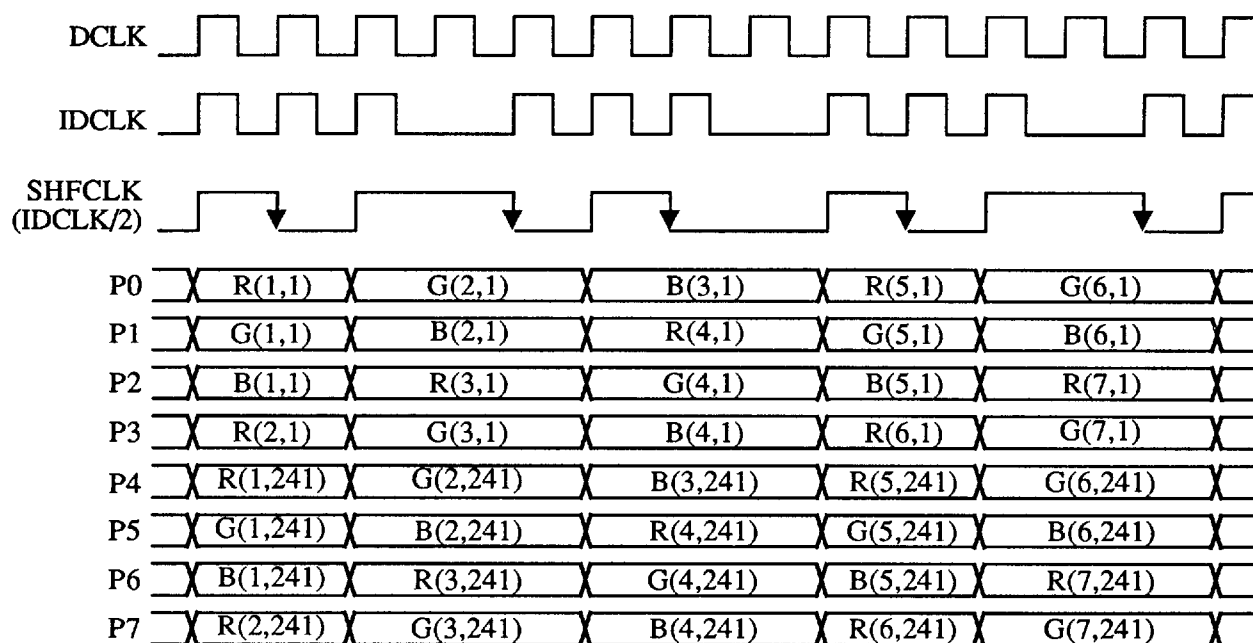 DCLK
IDCLK
SHFCLK
(IDCLK/2)
P0 R(1,1) G(2,1) B(3,1) R(5,1) G(6,1)
P1 G(1,1) B(2,1) R(4,1) G(5,1) B(6,1)
P2 B(1,1) R(3,1) G(4,1) B(5,1) R(7,1)
P3 R(2,1) G(3,1) B(4,1) R(6,1) G(7,1)
P4 R(1,241) G(2,241) B(3,241) R(5,241) G(6,241)
P5 G(1,241) B(2,241) R(4,241) G(5,241) B(6,241)
P6 B(1,241) R(3,241) G(4,241) B(5,241) R(7,241)
P7 R(2,241) G(3,241) B(4,241) R(6,241) G(7,241)